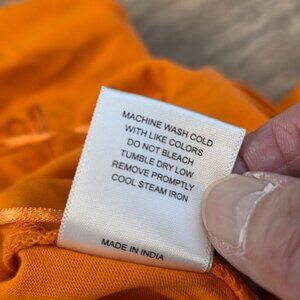 MACHINE WASH COLD
WITH LIKE COLORS
DO NOT BLEACH
TUMBLE DRY LOW
REMOVE PROMPTLY
COOL STEAM IRON
MADE IN INDIA